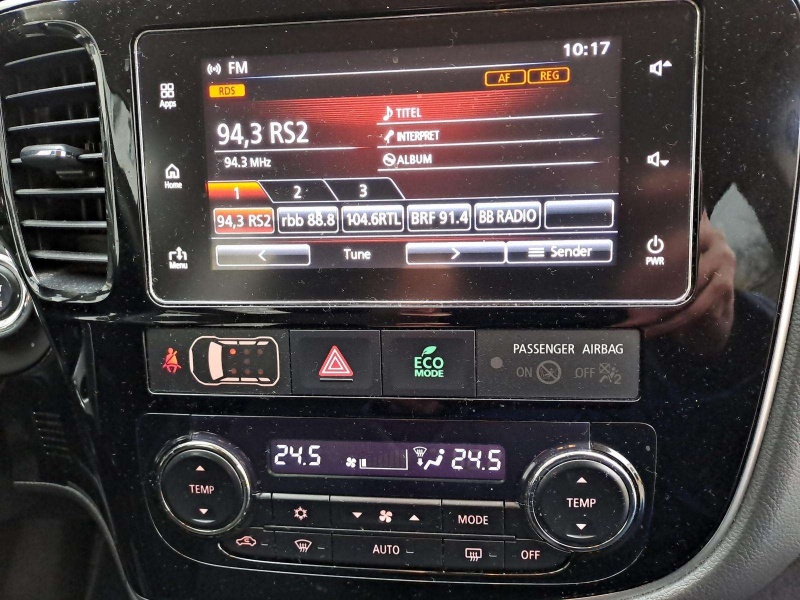 10:17
FM
AF REG
RDS
Apps
94,3 RS2
94.3 MHz
TITEL
INTERPRET
ALBUM
Home
1 2 3
94,3 RS2 rbb 88.8 104.6RTL BRF 91.4 BB RADIO
< Tune > Sender
Menu
PWR
PASSENGER AIRBAG
ON OFF 2
ECO
MODE
24.5 24.5
TEMP
TEMP
MODE
AUTO
OFF